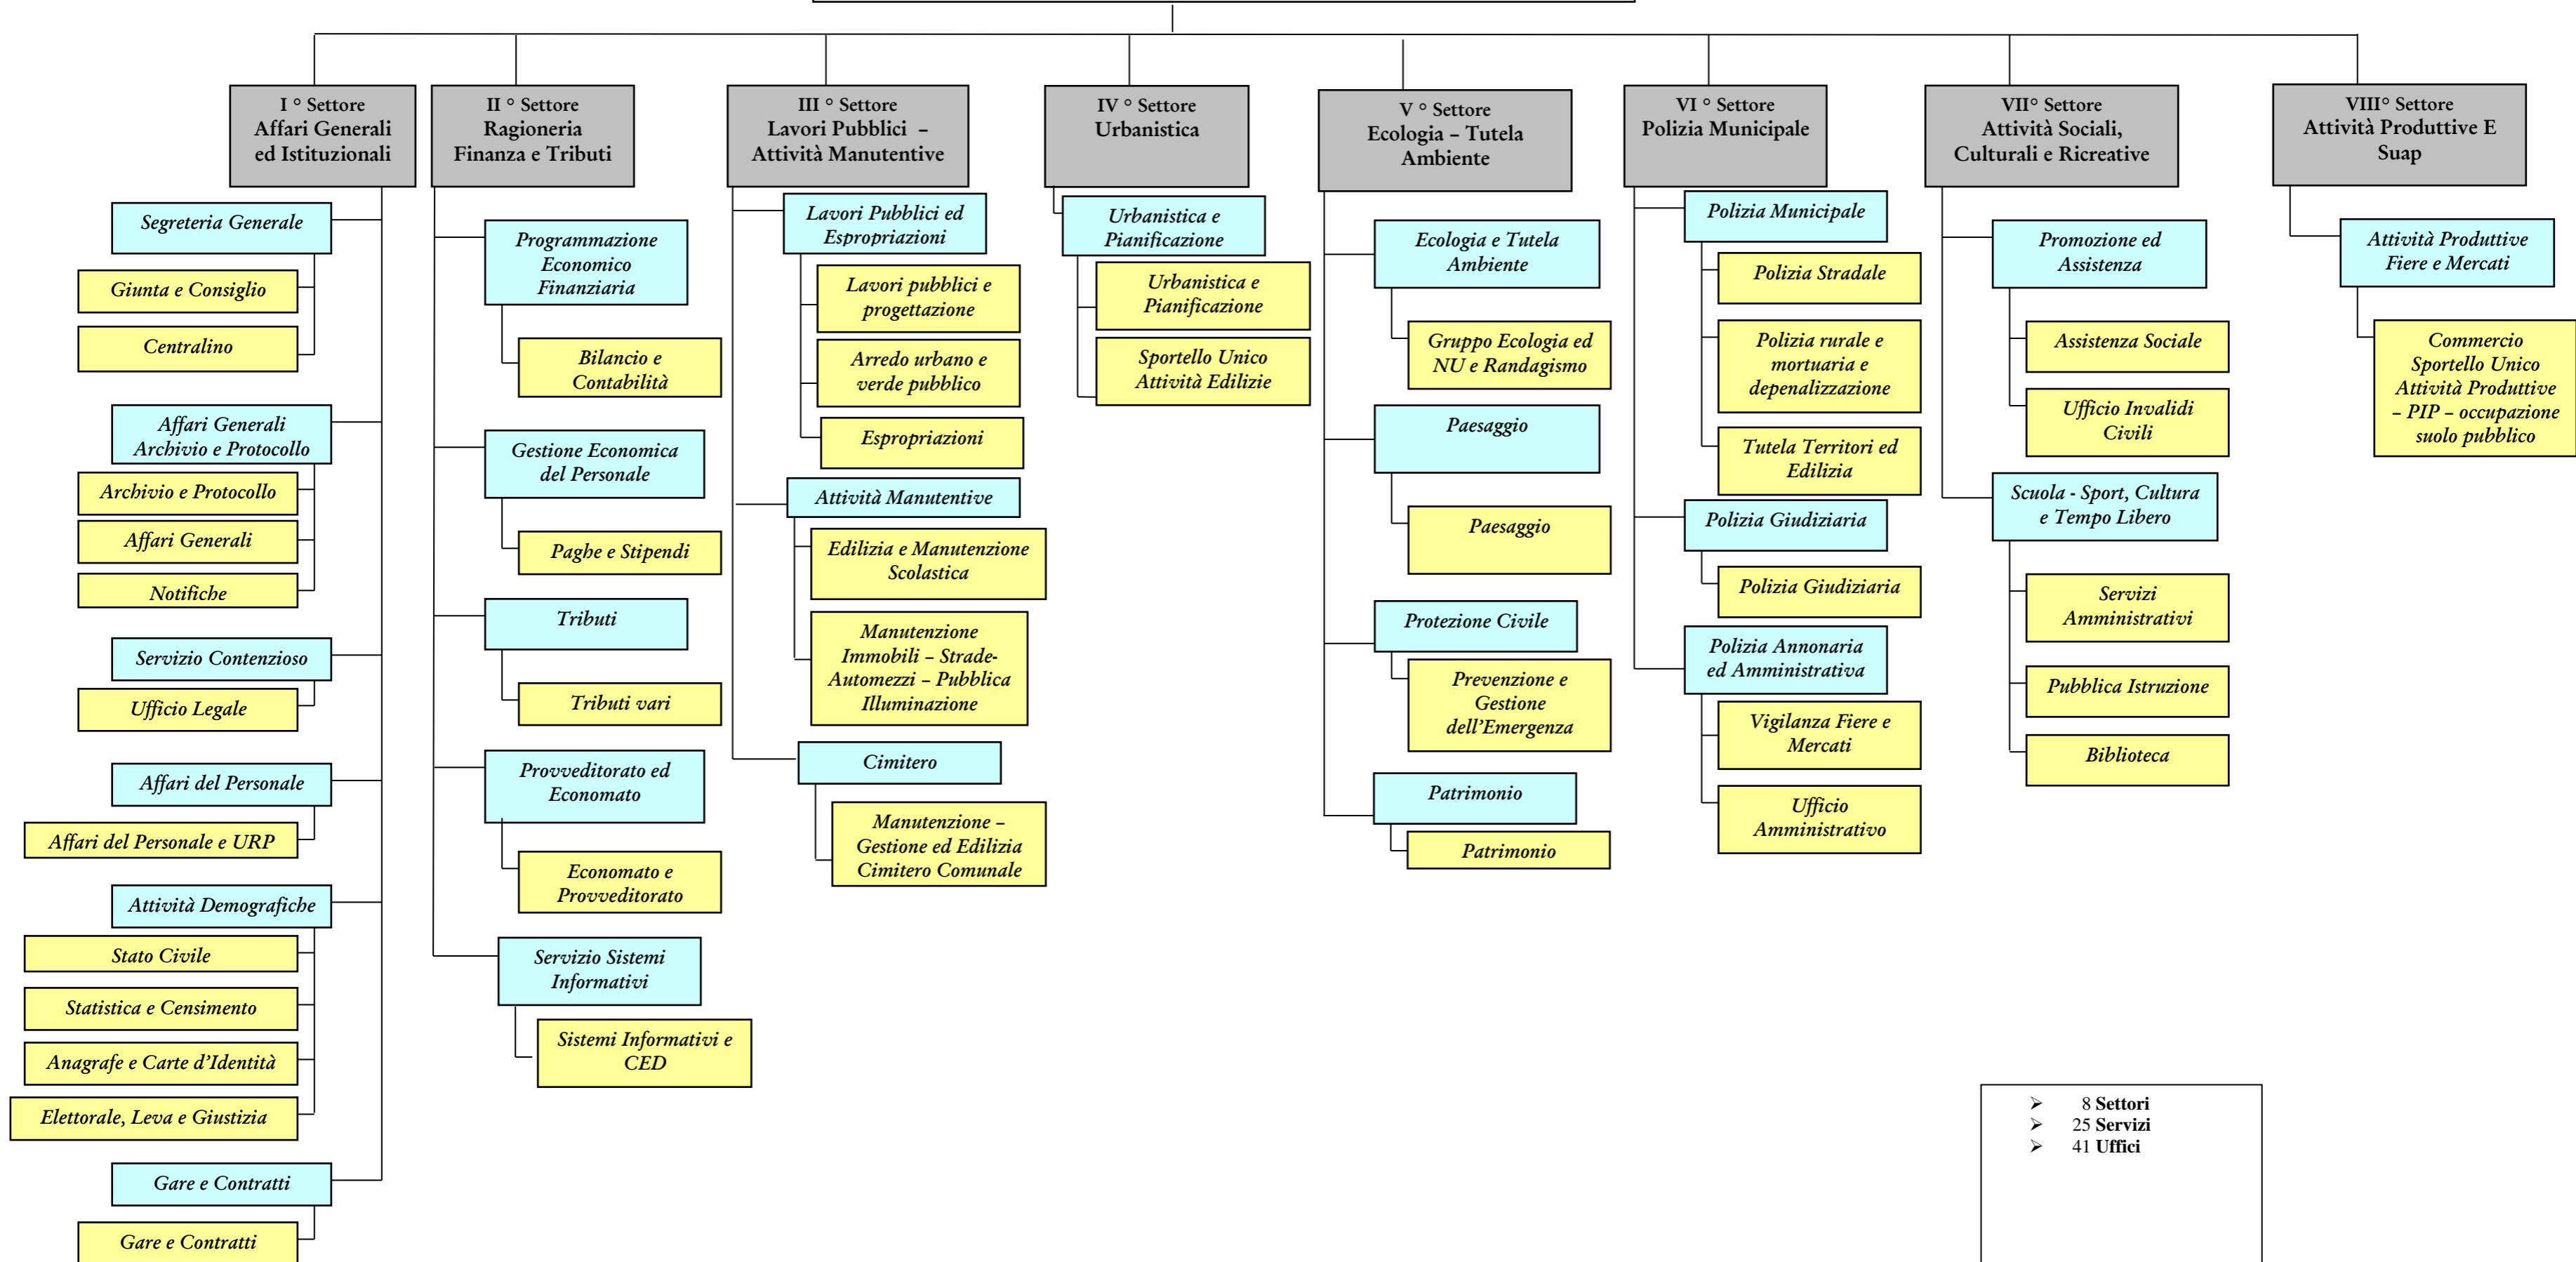 I ° Settore
Affari Generali
ed Istituzionali
Segreteria Generale
Giunta e Consiglio
Centralino
Affari Generali
Archivio e Protocollo
Archivio e Protocollo
Affari Generali
Notifiche
Servizio Contenzioso
Ufficio Legale
Affari del Personale
Affari del Personale e URP
Attività Demografiche
Stato Civile
Statistica e Censimento
Anagrafe e Carte d’Identità
Elettorale, Leva e Giustizia
Gare e Contratti
Gare e Contratti
II ° Settore
Ragioneria
Finanza e Tributi
Programmazione
Economico
Finanziaria
Bilancio e
Contabilità
Gestione Economica
del Personale
Paghe e Stipendi
Tributi
Tributi vari
Provveditorato ed
Economato
Economato e
Provveditorato
Servizio Sistemi
Informativi
Sistemi Informativi e
CED
III ° Settore
Lavori Pubblici –
Attività Manutentive
Lavori Pubblici ed
Espropriazioni
Lavori pubblici e
progettazione
Arredo urbano e
verde pubblico
Espropriazioni
Attività Manutentive
Edilizia e Manutenzione
Scolastica
Manutenzione
Immobili – Strade-
Automezzi – Pubblica
Illuminazione
Cimitero
Manutenzione –
Gestione ed Edilizia
Cimitero Comunale
IV ° Settore
Urbanistica
Urbanistica e
Pianificazione
Urbanistica e
Pianificazione
Sportello Unico
Attività Edilizie
V ° Settore
Ecologia – Tutela
Ambiente
Ecologia e Tutela
Ambiente
Gruppo Ecologia ed
NU e Randagismo
Paesaggio
Paesaggio
Protezione Civile
Prevenzione e
Gestione
dell’Emergenza
Patrimonio
Patrimonio
VI ° Settore
Polizia Municipale
Polizia Municipale
Polizia Stradale
Polizia rurale e
mortuaria e
depenalizzazione
Tutela Territori ed
Edilizia
Polizia Giudiziaria
Polizia Giudiziaria
Polizia Annonaria
ed Amministrativa
Vigilanza Fiere e
Mercati
Ufficio
Amministrativo
VII° Settore
Attività Sociali,
Culturali e Ricreative
Promozione ed
Assistenza
Assistenza Sociale
Ufficio Invalidi
Civili
Scuola - Sport, Cultura
e Tempo Libero
Servizi
Amministrativi
Pubblica Istruzione
Biblioteca
VIII° Settore
Attività Produttive E
Suap
Attività Produttive
Fiere e Mercati
Commercio
Sportello Unico
Attività Produttive
– PIP – occupazione
suolo pubblico
➢ 8 Settori
➢ 25 Servizi
➢ 41 Uffici